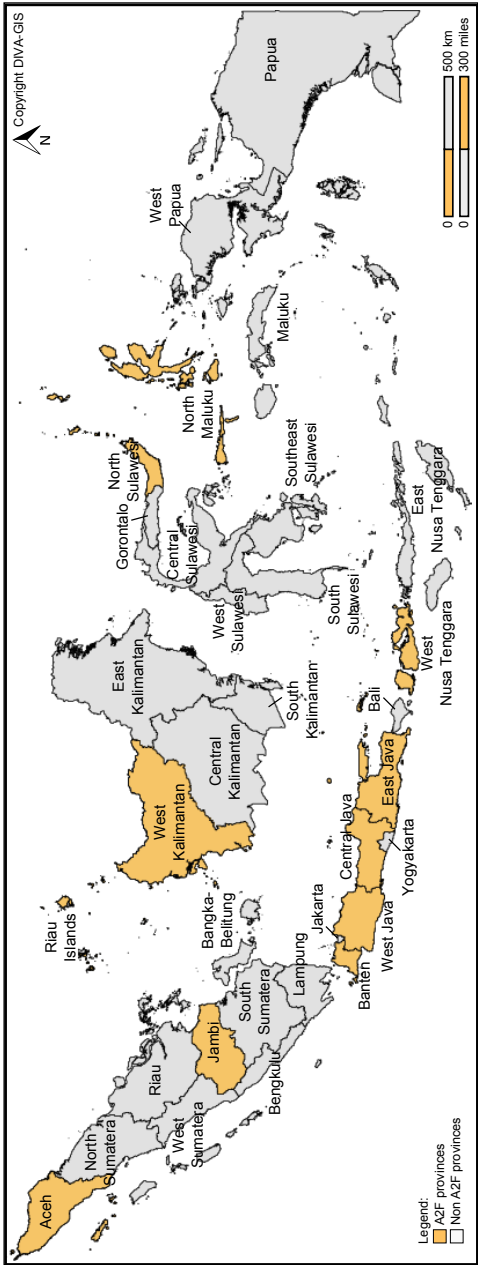 Copyright DIVA-GIS
N
Aceh
North
Sumatera
Riau
Riau
Islands
West
Sumatera
Jambi
Bengkulu
South
Sumatera
Bangka-
Belitung
Lampung
Banten
Jakarta
West Java
Central Java
Yogyakarta
East Java
Bali
West
Nusa Tenggara
East
Nusa Tenggara
West
Kalimantan
Central
Kalimantan
East
Kalimantan
South
Kalimantan
West
Sulawesi
South
Sulawesi
Central
Sulawesi
Gorontalo
North
Sulawesi
Southeast
Sulawesi
North
Maluku
Maluku
West
Papua
Papua
Legend:
A2F provinces
Non A2F provinces
0 500 km
0 300 miles